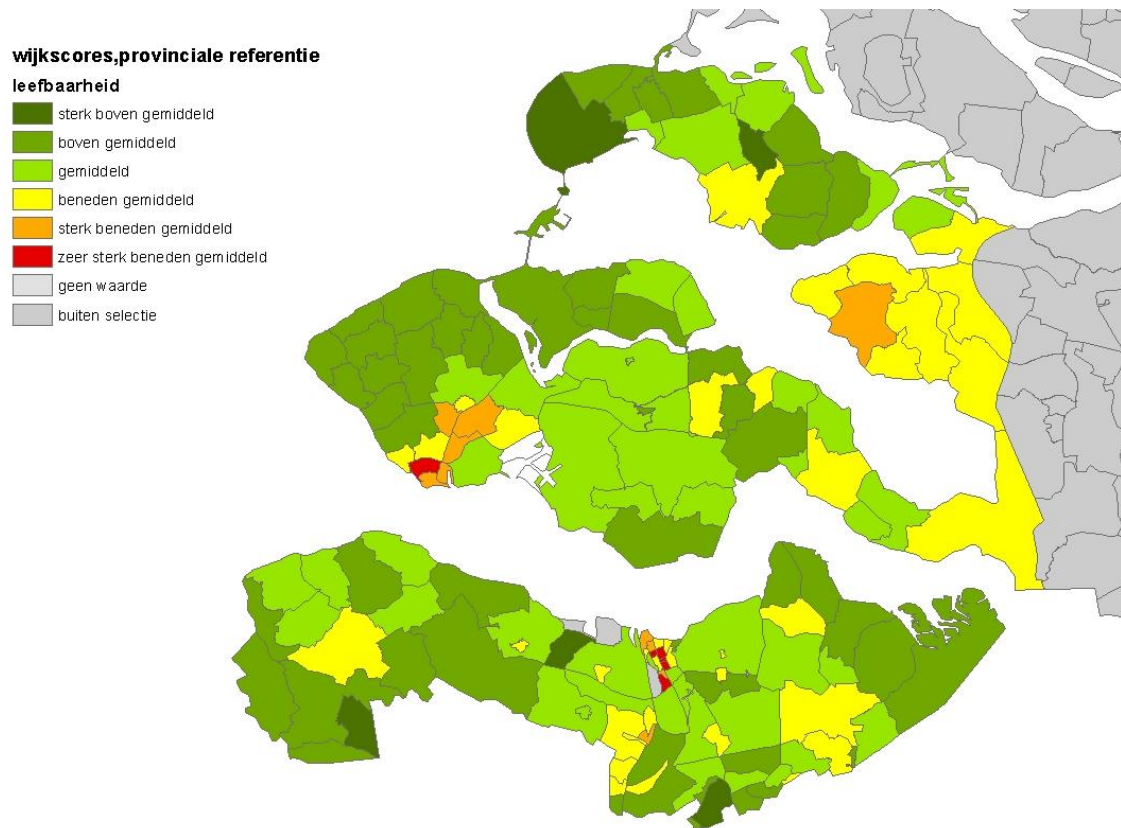 wijkscores,provinciale referentie
leefbaarheid
sterk boven gemiddeld
boven gemiddeld
gemiddeld
beneden gemiddeld
sterk beneden gemiddeld
zeer sterk beneden gemiddeld
geen waarde
buiten selectie